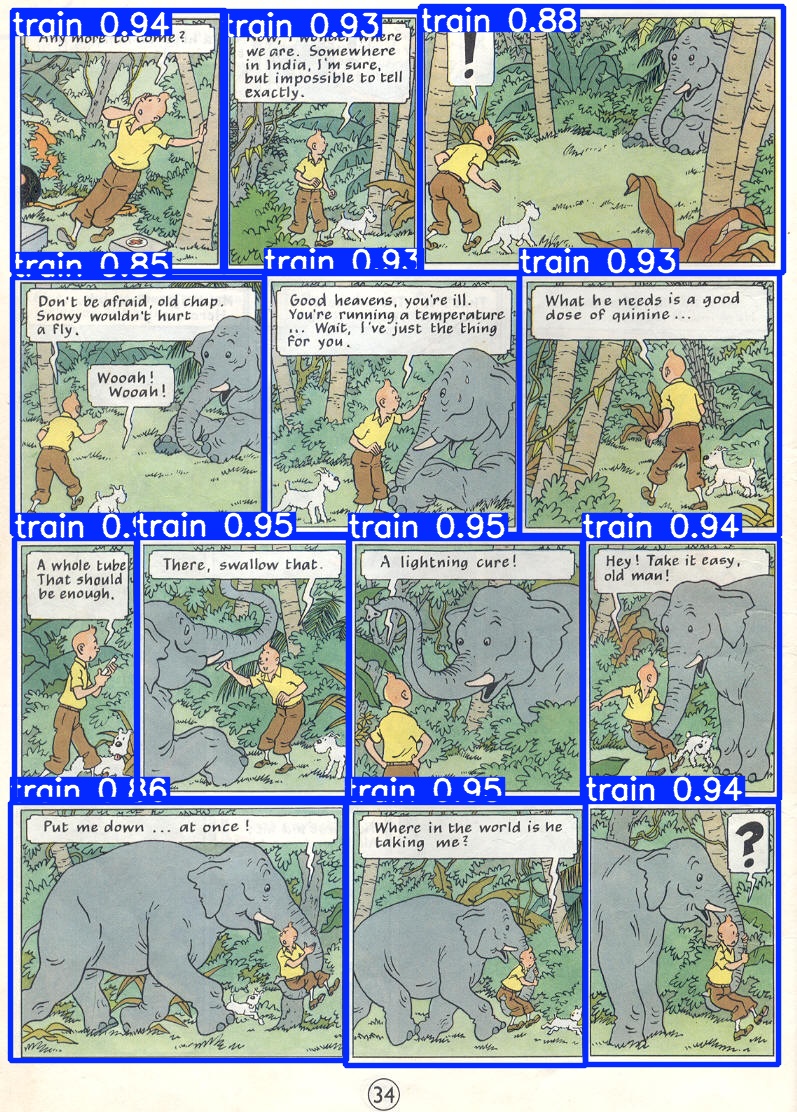 train 0.94
Any more to come?
train 0.93
Now, I wonder where
we are. Somewhere
in India, I'm sure,
but impossible to tell
exactly.
train 0.88
!
train 0.85
Don't be afraid, old chap.
Snowy wouldn't hurt
a fly.
Wooah!
Wooah!
train 0.93
Good heavens, you're ill.
You're running a temperature
... Wait, I've just the thing
for you.
train 0.93
What he needs is a good
dose of quinine...
train
A whole tube?
That should
be enough.
train 0.95
There, swallow that.
train 0.95
A lightning cure!
train 0.94
Hey! Take it easy,
old man!
train 0.86
Put me down ... at once!
train 0.95
Where in the world is he
taking me?
train 0.94
?
34